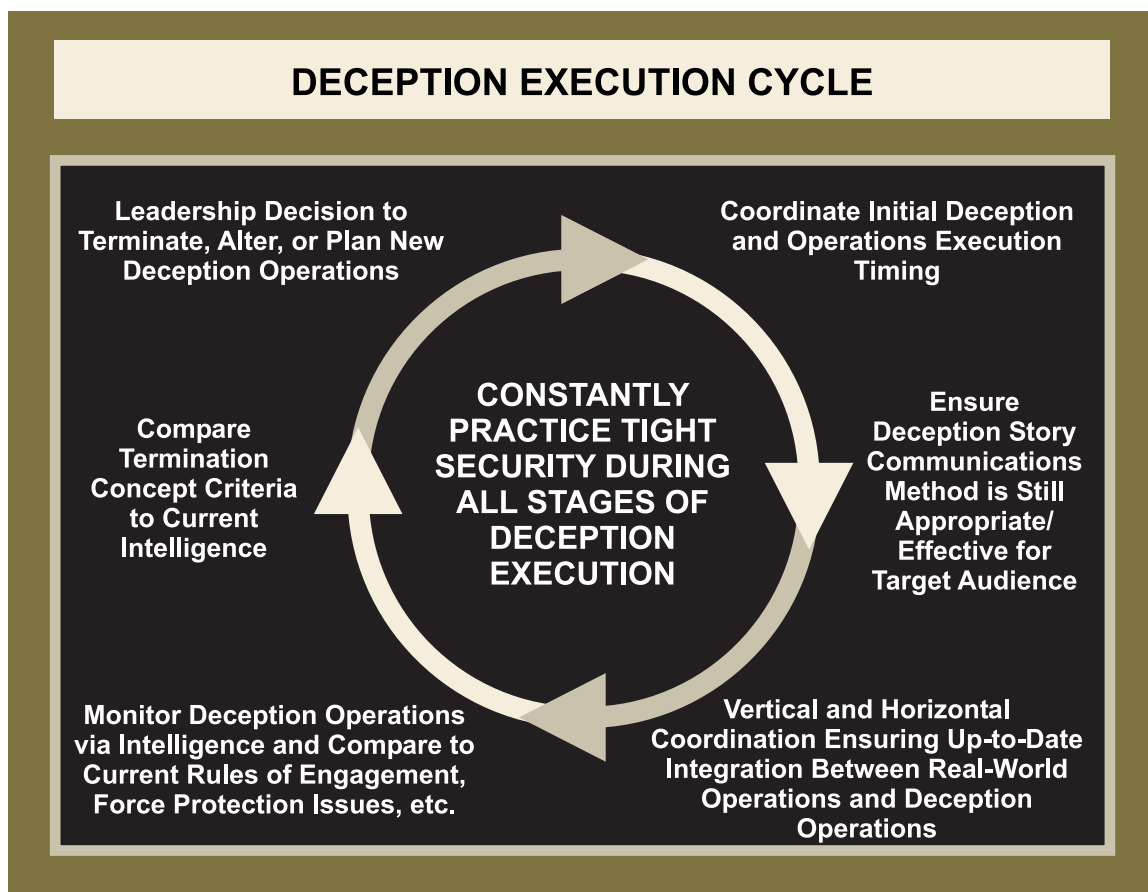 DECEPTION EXECUTION CYCLE
Leadership Decision to
Terminate, Alter, or Plan New
Deception Operations
Coordinate Initial Deception
and Operations Execution
Timing
CONSTANTLY
PRACTICE TIGHT
SECURITY DURING
ALL STAGES OF
DECEPTION
EXECUTION
Compare
Termination
Concept Criteria
to Current
Intelligence
Ensure
Deception Story
Communications
Method is Still
Appropriate/
Effective for
Target Audience
Monitor Deception Operations
via Intelligence and Compare to
Current Rules of Engagement,
Force Protection Issues, etc.
Vertical and Horizontal
Coordination Ensuring Up-to-Date
Integration Between Real-World
Operations and Deception
Operations